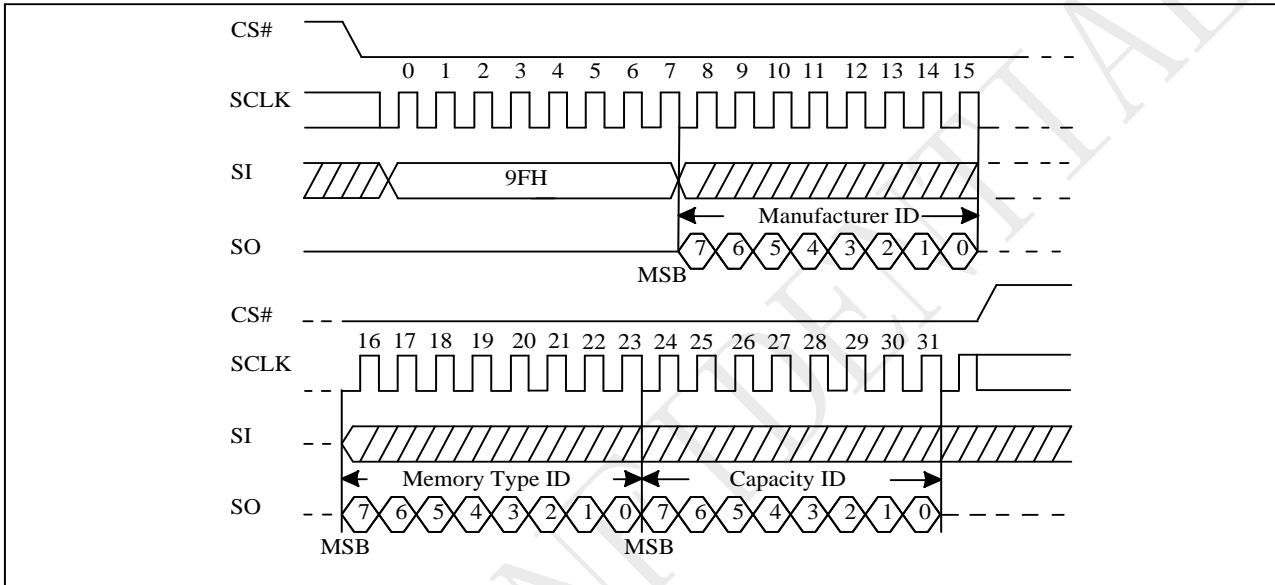 CS#
0 1 2 3 4 5 6 7 8 9 10 11 12 13 14 15
SCLK
SI
9FH
Manufacturer ID
SO
7 6 5 4 3 2 1 0
MSB
CS#
16 17 18 19 20 21 22 23 24 25 26 27 28 29 30 31
SCLK
SI
Memory Type ID Capacity ID
SO
7 6 5 4 3 2 1 0 7 6 5 4 3 2 1 0
MSB MSB